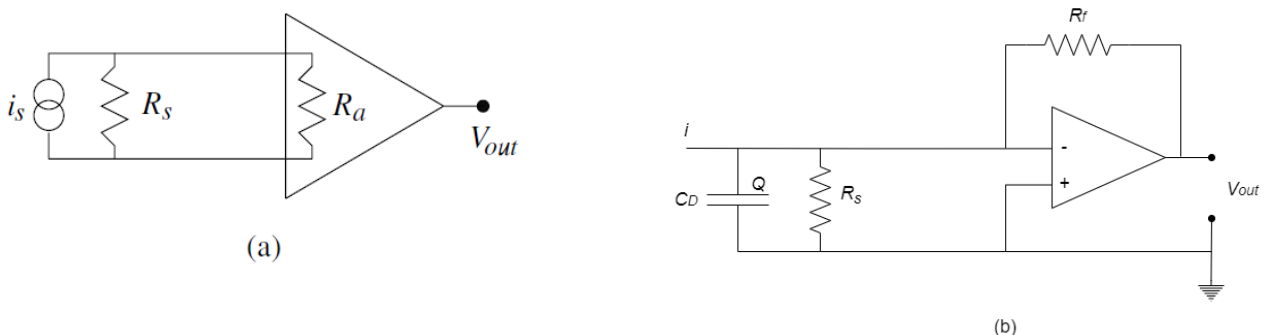 i_s
R_s
R_a
V_out
(a)
R_f
i
C_D
Q
R_s
-
+
V_out
(b)